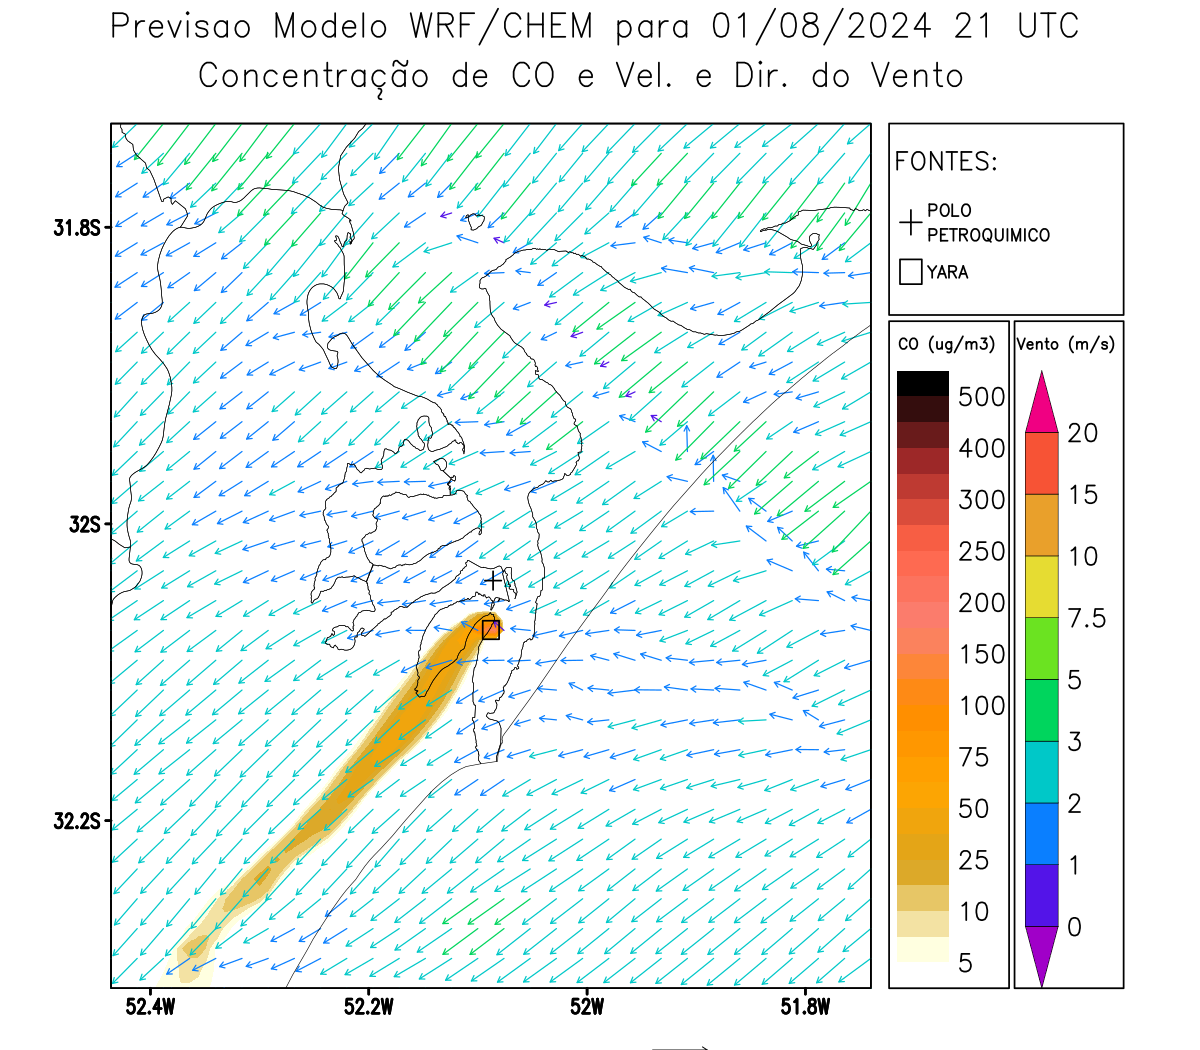 Previsao Modelo WRF/CHEM para 01/08/2024 21 UTC
Concentração de CO e Vel. e Dir. do Vento
FONTES:
POLO
PETROQUIMICO
YARA
31.8S
32S
32.2S
52.4W
52.2W
52W
51.8W
CO (ug/m3)
500
400
300
250
200
150
100
75
50
25
10
5
Vento (m/s)
20
15
10
7.5
5
3
2
1
0